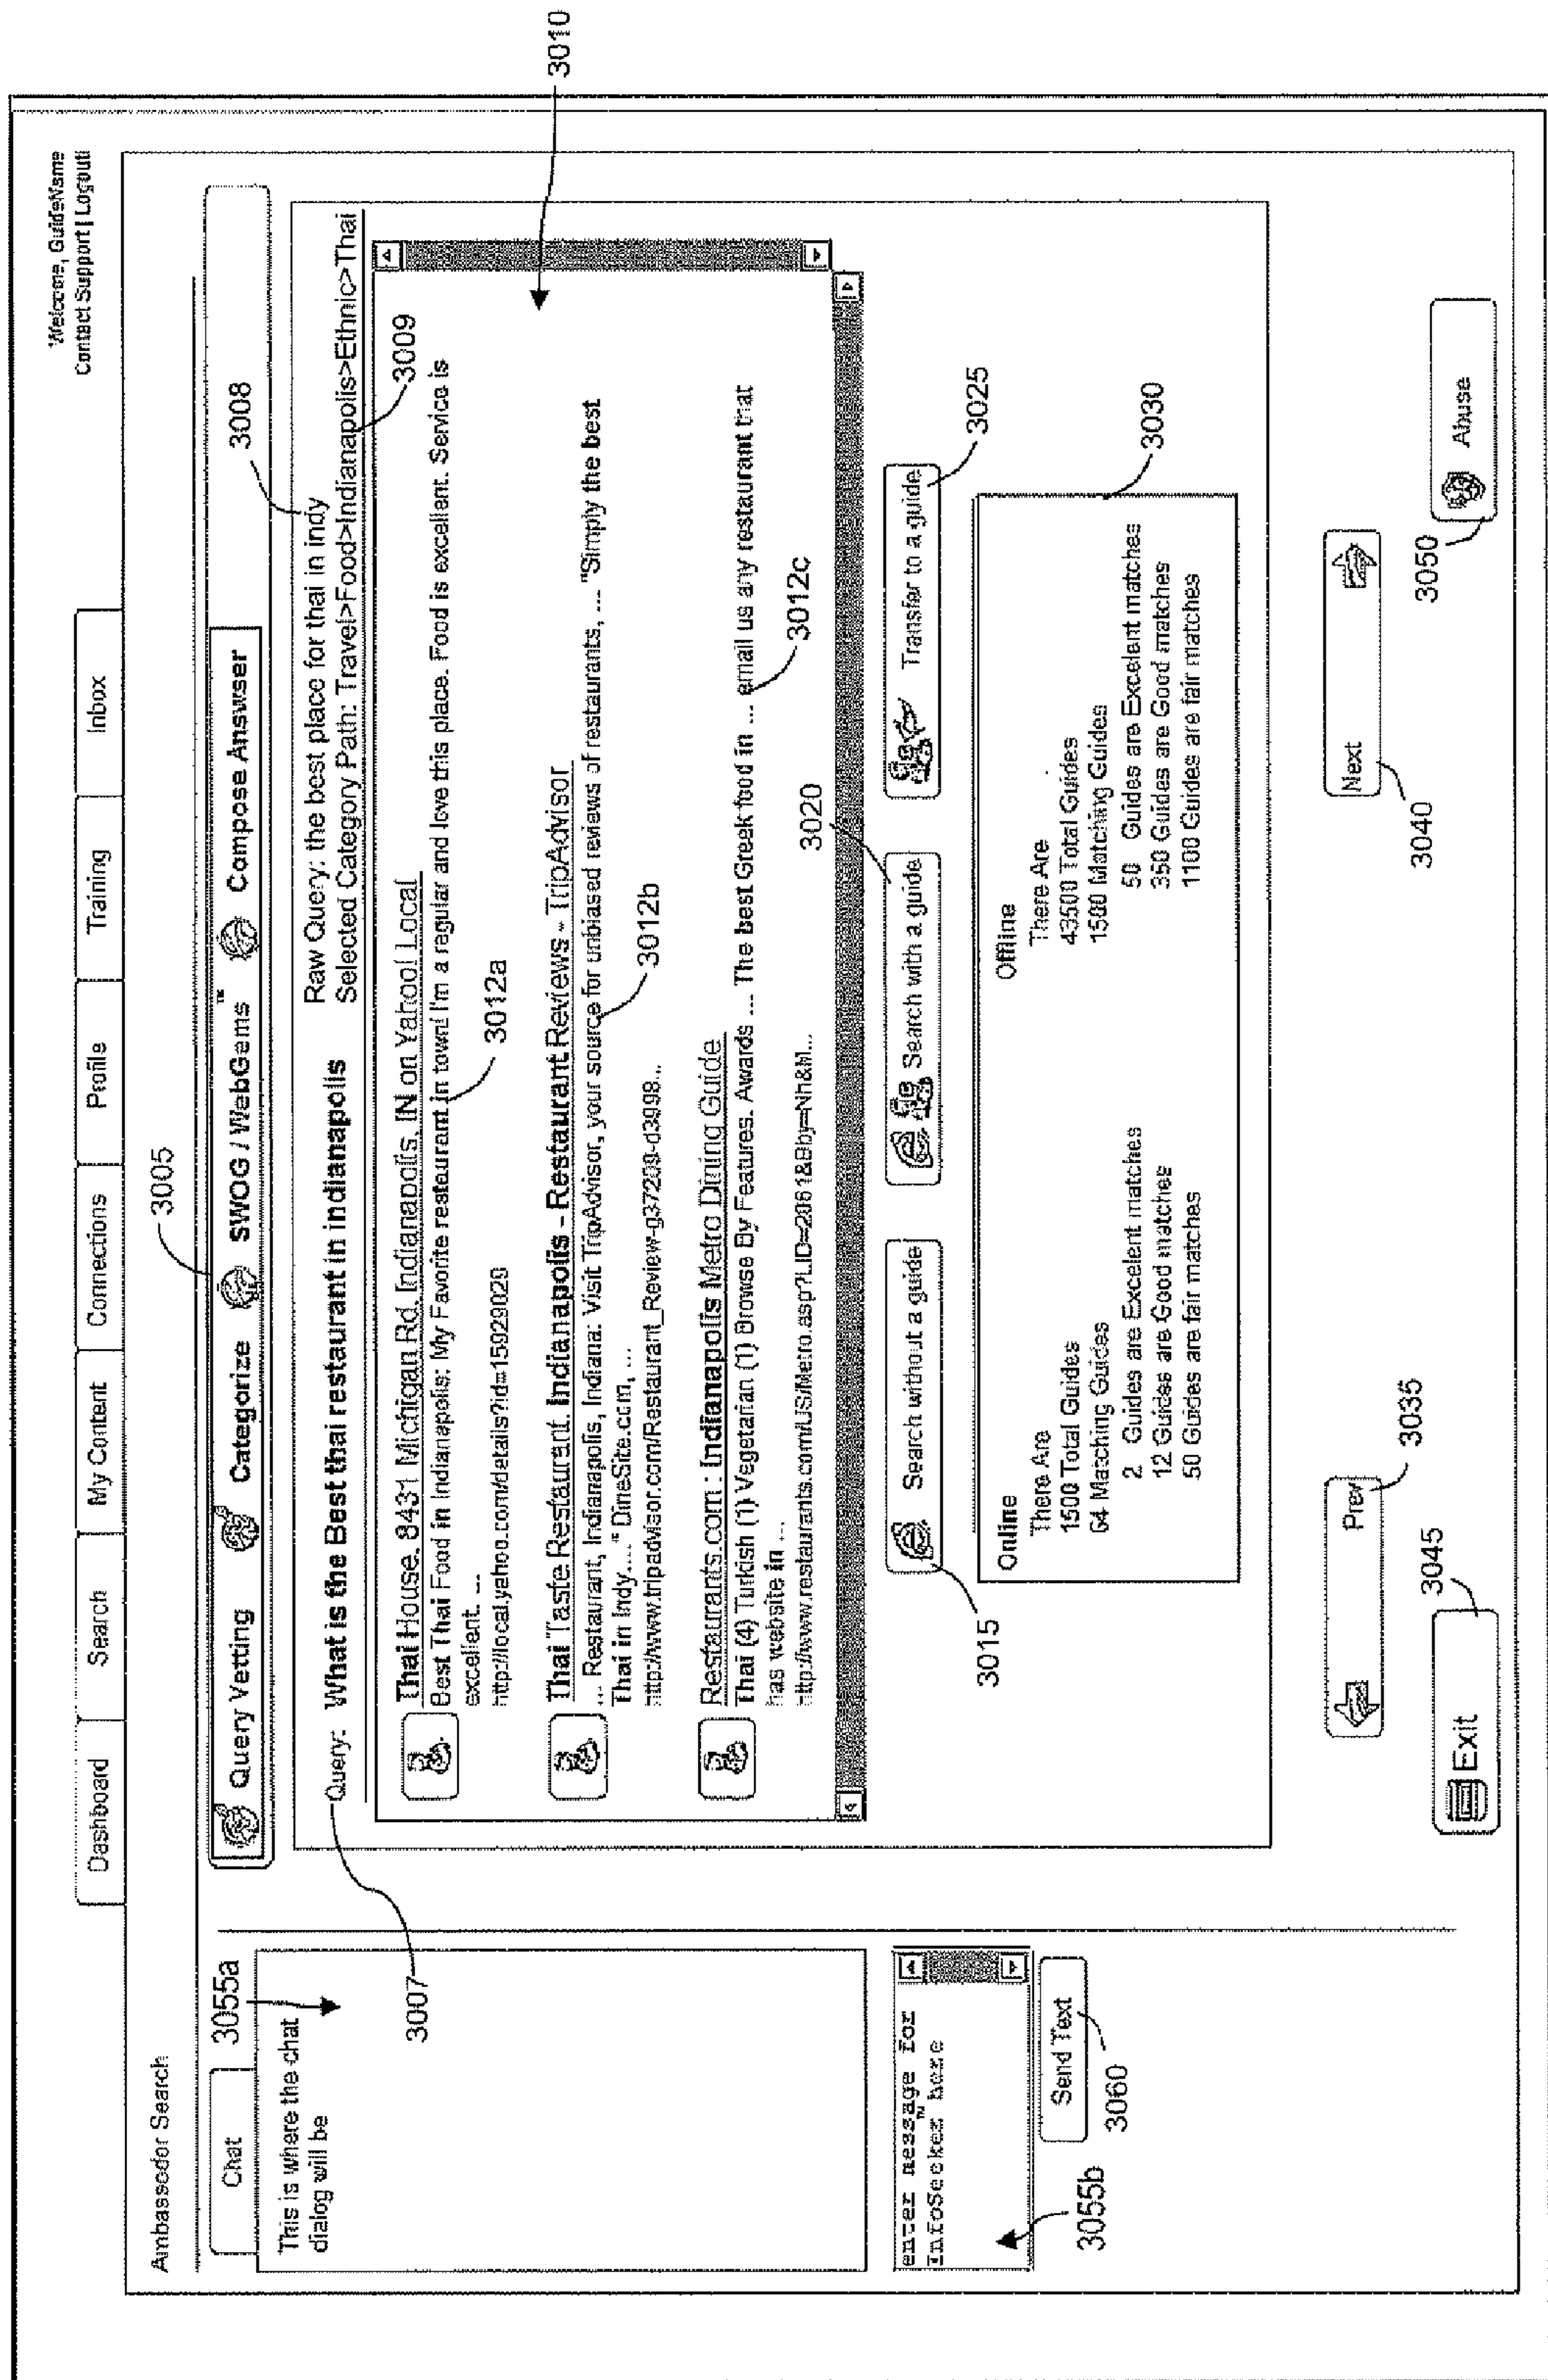 Welcome, GuideName
Contact Support | Logout!
Dashboard
Search
My Content
Connections
Profile
Training
Inbox
Ambassodor Search
3005
3008
3010
Chat
3055a
This is where the chat
dialog will be
3007
Query Vetting
Categorize
SWOG / WebGems ™
Compose Answer
Query: What is the Best thai restaurant in indianapolis
Raw Query: the best place for thai in indy
Selected Category Path: Travel>Food>Indianapolis>Ethnic>Thai
3009
Thai House, 8431 Michigan Rd, Indianapolis, IN on Yahoo! Local
Best Thai Food in Indianapolis: My Favorite restaurant in town! I'm a regular and love this place. Food is excellent. Service is
excellent. ...
3012a
http://local.yahoo.com/details?id=15929029
Thai Taste Restaurant, Indianapolis - Restaurant Reviews - TripAdvisor
... Restaurant, Indianapolis, Indiana: Visit TripAdvisor, your source for unbiased reviews of restaurants, ... "Simply the best
Thai in Indy...." DineSite.com, ...
3012b
http://www.tripadvisor.com/Restaurant_Review-g37209-d3998...
Restaurants.com : Indianapolis Metro Dining Guide
Thai (4) Turkish (1) Vegetarian (1) Browse By Features. Awards ... The best Greek food in ... email us any restaurant that
has website in ...
3012c
http://www.restaurants.com/US/Metro.asp?LID=2061&Bby=Nh&M...
3015
Search without a guide
3020
Search with a guide
Transfer to a guide
3025
enter message for
InfoSeeker™ here
3055b
Send Text
3060
3030
Online
There Are
1500 Total Guides
64 Matching Guides
2 Guides are Excelent matches
12 Guides are Good matches
50 Guides are fair matches
Offline
There Are
43500 Total Guides
1500 Matching Guides
50 Guides are Excelent matches
350 Guides are Good matches
1100 Guides are fair matches
Prev
3035
Next
3040
Exit
3045
3050
Abuse